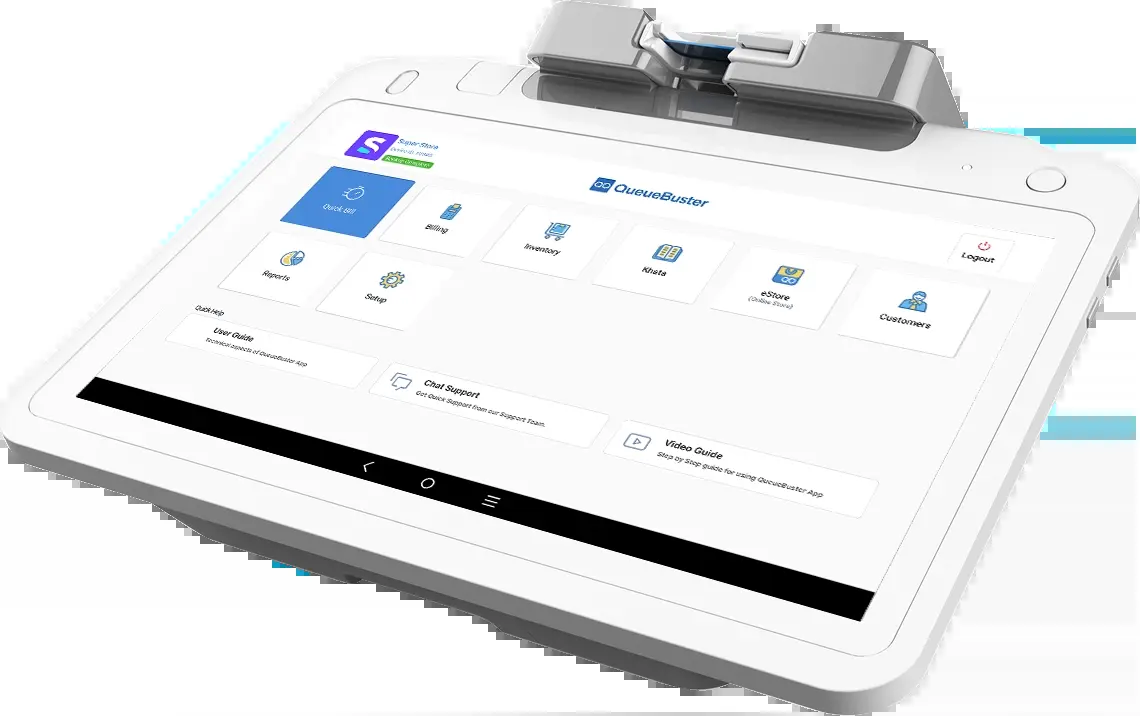 Super Store
QueueBuster
Logout
Quick Bill
Billing
Inventory
Khata
eStore
(Online Store)
Customers
Reports
Setup
Quick Help
User Guide
Technical aspects of QueueBuster App
Chat Support
Get Quick Support from our Support Team.
Video Guide
Step by Step guide for using QueueBuster App